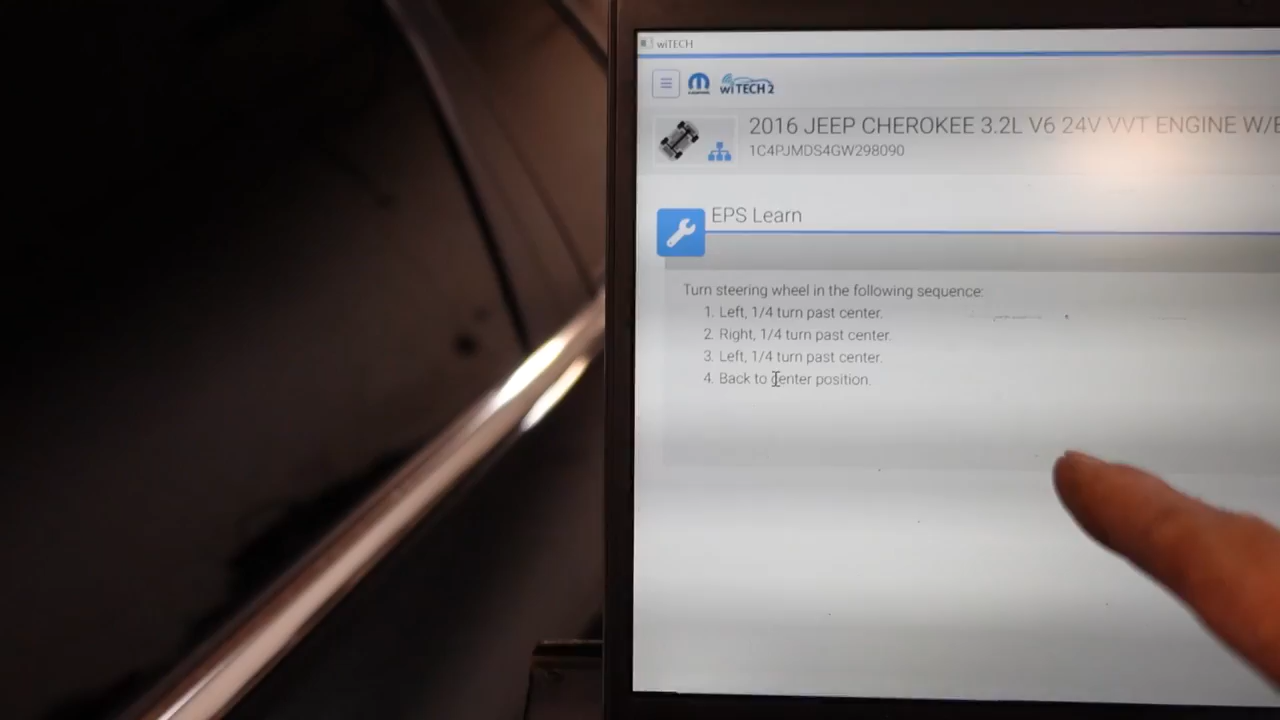 wiTECH
wiTECH 2
2016 JEEP CHEROKEE 3.2L V6 24V VVT ENGINE W/E
1C4PJMDS4GW298090
EPS Learn
Turn steering wheel in the following sequence:
1. Left, 1/4 turn past center.
2. Right, 1/4 turn past center.
3. Left, 1/4 turn past center.
4. Back to center position.